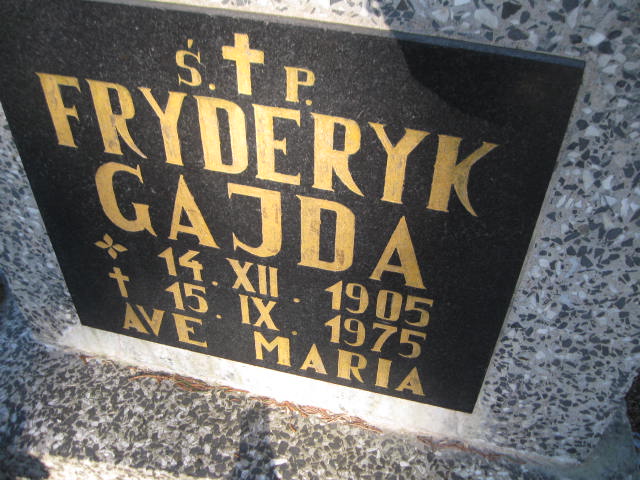 Ś. P.
FRYDERYK
GAJDA
14. XII. 1905
15. IX. 1975
AVE MARIA